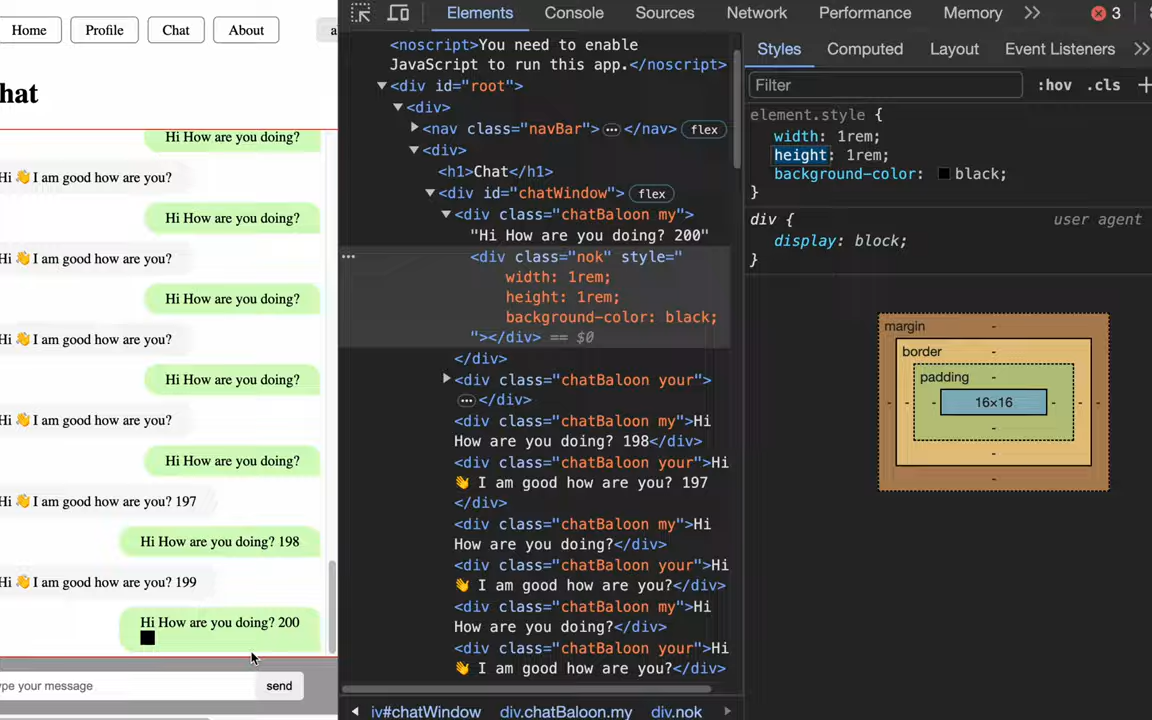 Home
Profile
Chat
About
a
hat
Hi How are you doing?
Hi 👋 I am good how are you?
Hi How are you doing?
Hi 👋 I am good how are you?
Hi How are you doing?
Hi 👋 I am good how are you?
Hi How are you doing?
Hi 👋 I am good how are you?
Hi How are you doing?
Hi 👋 I am good how are you? 197
Hi How are you doing? 198
Hi 👋 I am good how are you? 199
Hi How are you doing? 200
pe your message
send
Elements
Console
Sources
Network
Performance
Memory
3
<noscript>You need to enable
JavaScript to run this app.</noscript>
<div id="root">
<div>
<nav class="navBar"> … </nav> flex
<div>
<h1>Chat</h1>
<div id="chatWindow"> flex
<div class="chatBaloon my">
"Hi How are you doing? 200"
<div class="nok" style="
width: 1rem;
height: 1rem;
background-color: black;
"></div> == $0
</div>
<div class="chatBaloon your">
… </div>
<div class="chatBaloon my">Hi
How are you doing? 198</div>
<div class="chatBaloon your">Hi
👋 I am good how are you? 197
</div>
<div class="chatBaloon my">Hi
How are you doing?</div>
<div class="chatBaloon your">Hi
👋 I am good how are you?</div>
<div class="chatBaloon my">Hi
How are you doing?</div>
<div class="chatBaloon your">Hi
👋 I am good how are you?</div>
iv#chatWindow
div.chatBaloon.my
div.nok
Styles
Computed
Layout
Event Listeners
Filter
:hov .cls +
element.style {
width: 1rem;
height: 1rem;
background-color: black;
}
div {
user agent
display: block;
}
margin -
border -
padding -
- - - 16×16 - - -
-
-
-